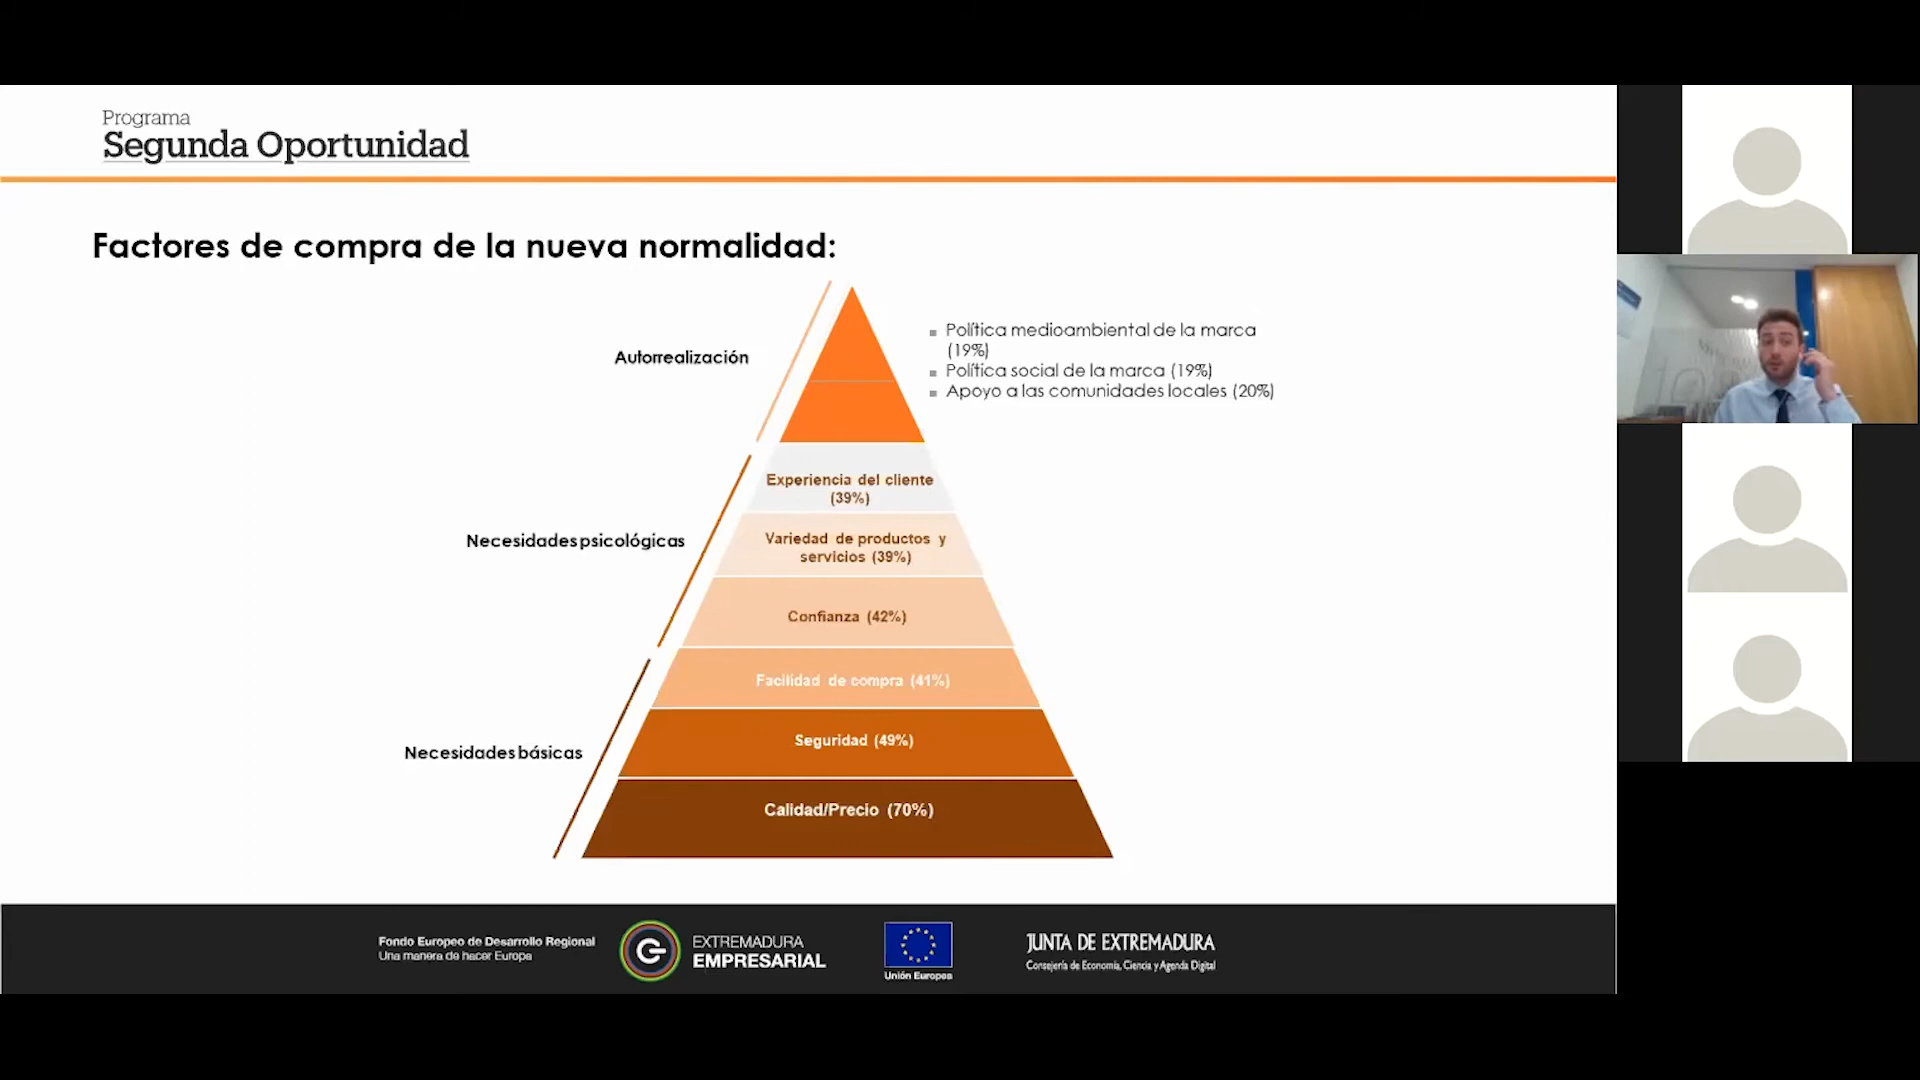 Programa
Segunda Oportunidad
Factores de compra de la nueva normalidad:
Autorrealización
Política medioambiental de la marca
(19%)
Política social de la marca (19%)
Apoyo a las comunidades locales (20%)
Experiencia del cliente
(39%)
Necesidades psicológicas
Variedad de productos y
servicios (39%)
Confianza (42%)
Facilidad de compra (41%)
Seguridad (49%)
Necesidades básicas
Calidad/Precio (70%)
Fondo Europeo de Desarrollo Regional
Una manera de hacer Europa
EXTREMADURA
EMPRESARIAL
Unión Europea
JUNTA DE EXTREMADURA
Consejería de Economía, Ciencia y Agenda Digital